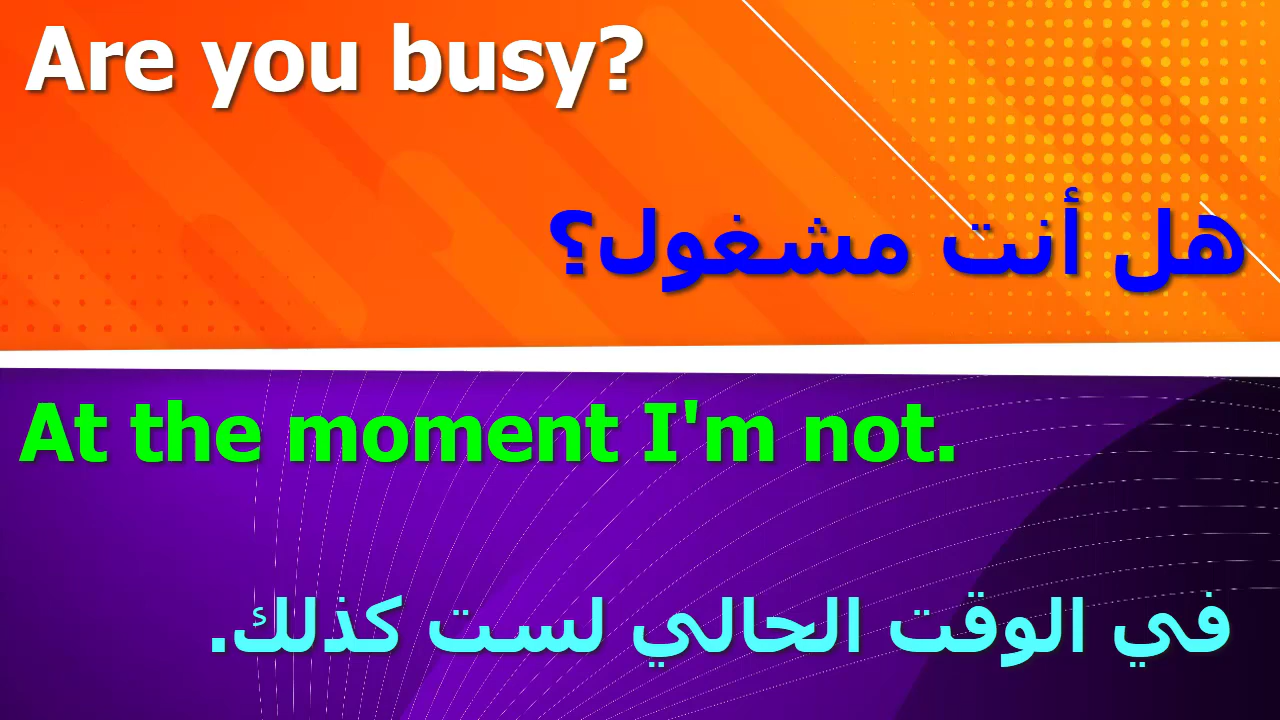 Are you busy?
هل أنت مشغول؟
At the moment I'm not.
في الوقت الحالي لست كذلك.